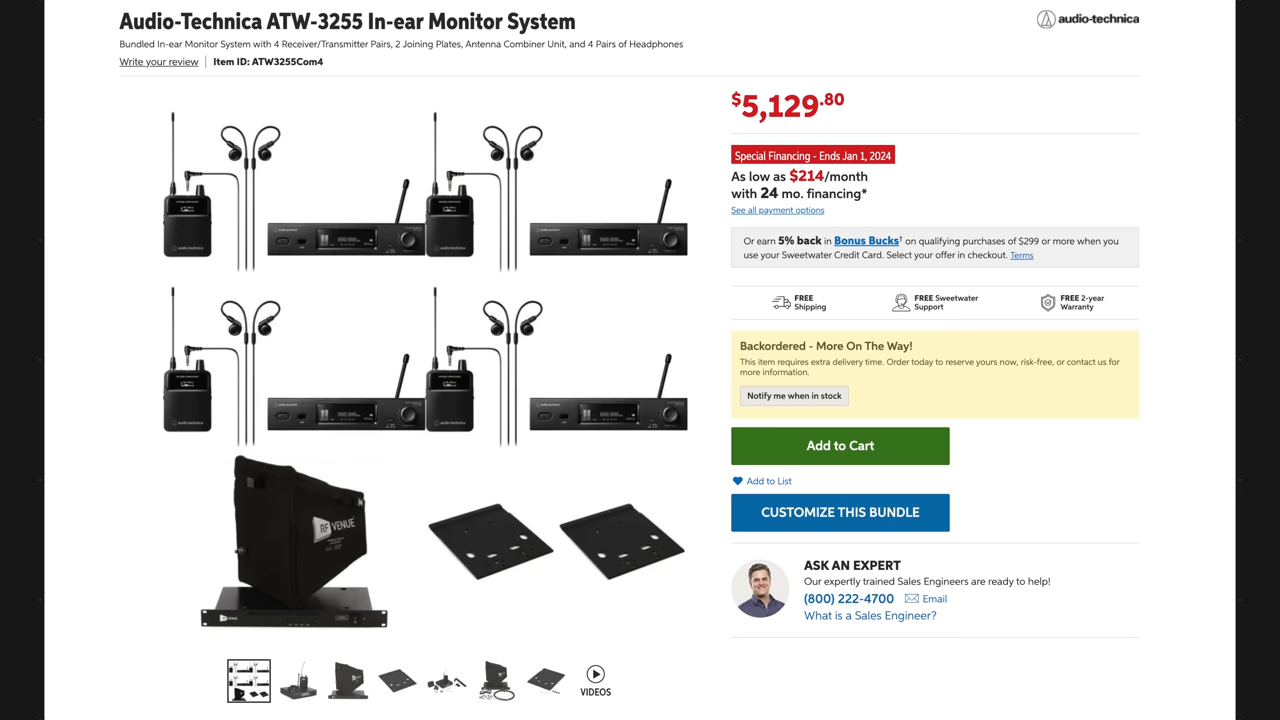 Audio-Technica ATW-3255 In-ear Monitor System
audio-technica
Bundled In-ear Monitor System with 4 Receiver/Transmitter Pairs, 2 Joining Plates, Antenna Combiner Unit, and 4 Pairs of Headphones
Write your review
Item ID: ATW3255Com4
$5,129.80
Special Financing - Ends Jan 1, 2024
As low as $214/month
with 24 mo. financing*
See all payment options
Or earn 5% back in Bonus Bucks† on qualifying purchases of $299 or more when you
use your Sweetwater Credit Card. Select your offer in checkout. Terms
FREE
Shipping
FREE Sweetwater
Support
FREE 2-year
Warranty
Backordered - More On The Way!
This item requires extra delivery time. Order today to reserve yours now, risk-free, or contact us for
more information.
Notify me when in stock
Add to Cart
Add to List
CUSTOMIZE THIS BUNDLE
ASK AN EXPERT
Our expertly trained Sales Engineers are ready to help!
(800) 222-4700
Email
What is a Sales Engineer?
RF VENUE
VIDEOS